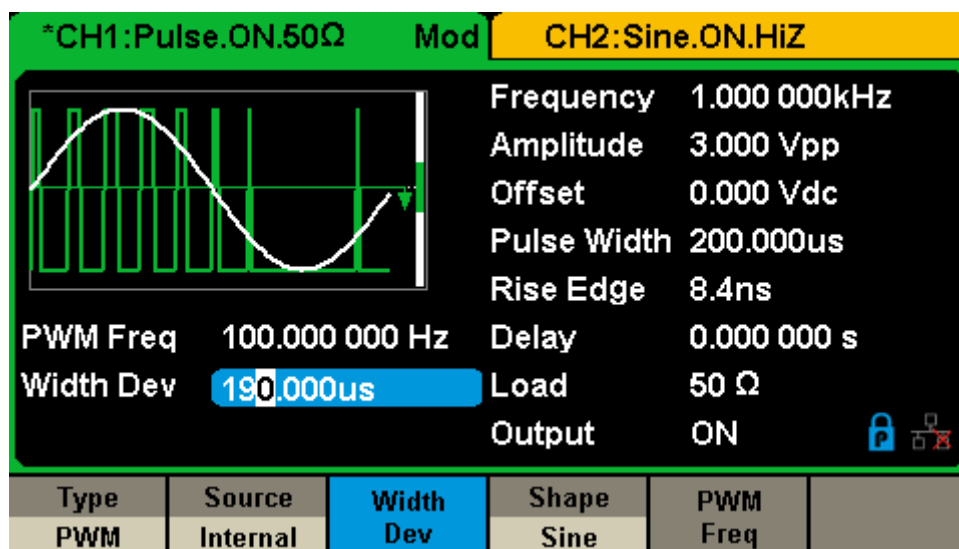 *CH1:Pulse.ON.50Ω Mod CH2:Sine.ON.HiZ
Frequency 1.000 000kHz
Amplitude 3.000 Vpp
Offset 0.000 Vdc
Pulse Width 200.000us
Rise Edge 8.4ns
PWM Freq 100.000 000 Hz Delay 0.000 000 s
Width Dev 190.000us Load 50 Ω
Output ON P
Type Source Width Dev Shape PWM Freq
PWM Internal Sine